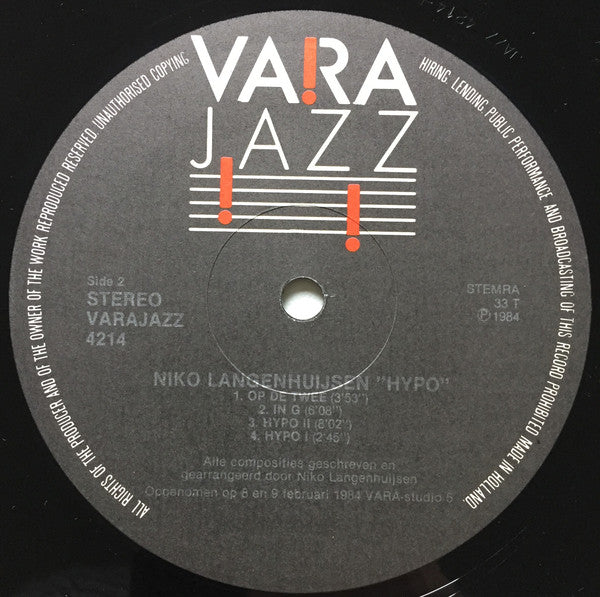 VA!RA
JAZZ
ALL RIGHTS OF THE PRODUCER AND OF THE OWNER OF THE WORK REPRODUCED RESERVED. UNAUTHORISED COPYING, HIRING, LENDING, PUBLIC PERFORMANCE AND BROADCASTING OF THIS RECORD PROHIBITED. MADE IN HOLLAND.
Side 2
STEREO
VARAJAZZ
4214
STEMRA
33 T
Ⓟ1984
NIKO LANGENHUIJSEN "HYPO"
1. OP DE TWEE (3'53")
2. IN G (6'08")
3. HYPO II (8'02")
4. HYPO I (2'45")
Alle composities geschreven en
gearrangeerd door Niko Langenhuijsen
Opgenomen op 8 en 9 februari 1984 VARA-studio 5